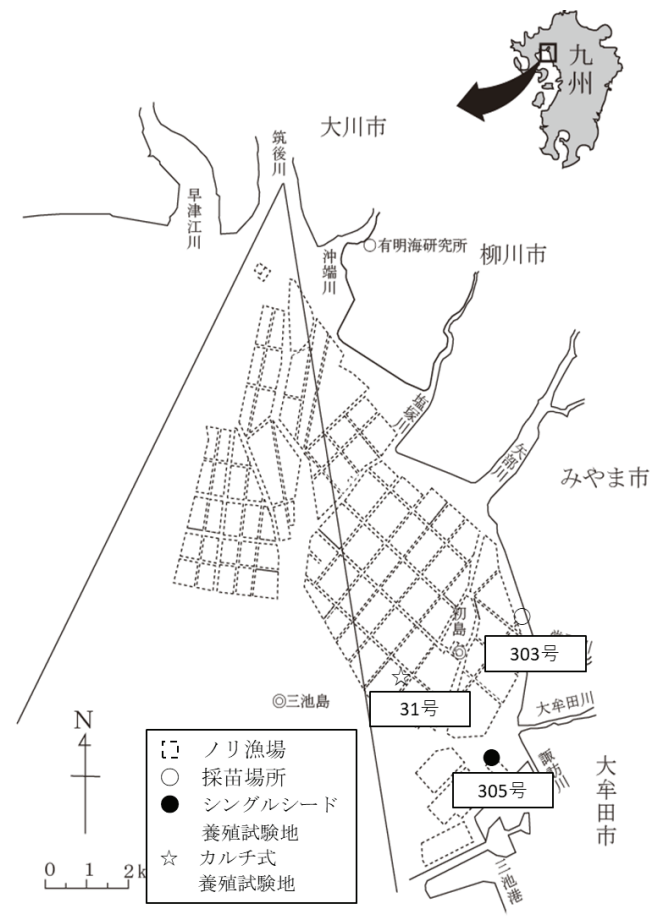 九州
大川市
筑後川
早津江川
有明海研究所
沖端川
柳川市
塩塚川
矢部川
みやま市
初島
303号
31号
三池島
大牟田川
N
ノリ漁場
採苗場所
シングルシード
養殖試験地
カルチ式
養殖試験地
305号
諏訪川
大牟田市
0 1 2k
三池港